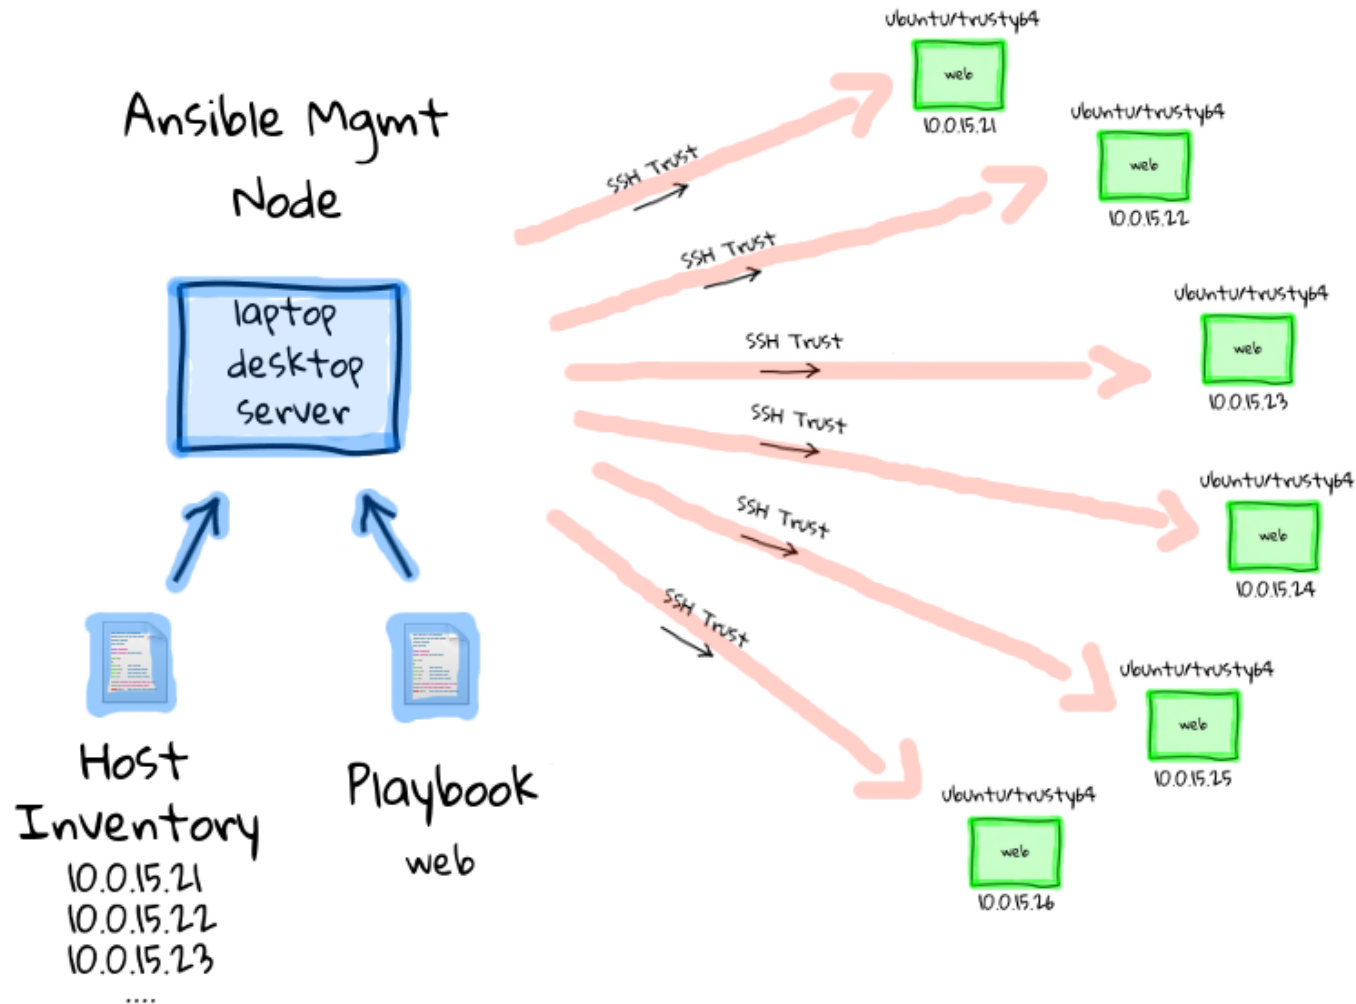 Ansible Mgmt
Node
laptop
desktop
server
Host
Inventory
10.0.15.21
10.0.15.22
10.0.15.23
....
Playbook
web
SSH Trust
SSH Trust
SSH Trust
SSH Trust
SSH Trust
SSH Trust
ubuntu/trusty64
web
10.0.15.21
ubuntu/trusty64
web
10.0.15.22
ubuntu/trusty64
web
10.0.15.23
ubuntu/trusty64
web
10.0.15.24
ubuntu/trusty64
web
10.0.15.25
ubuntu/trusty64
web
10.0.15.26